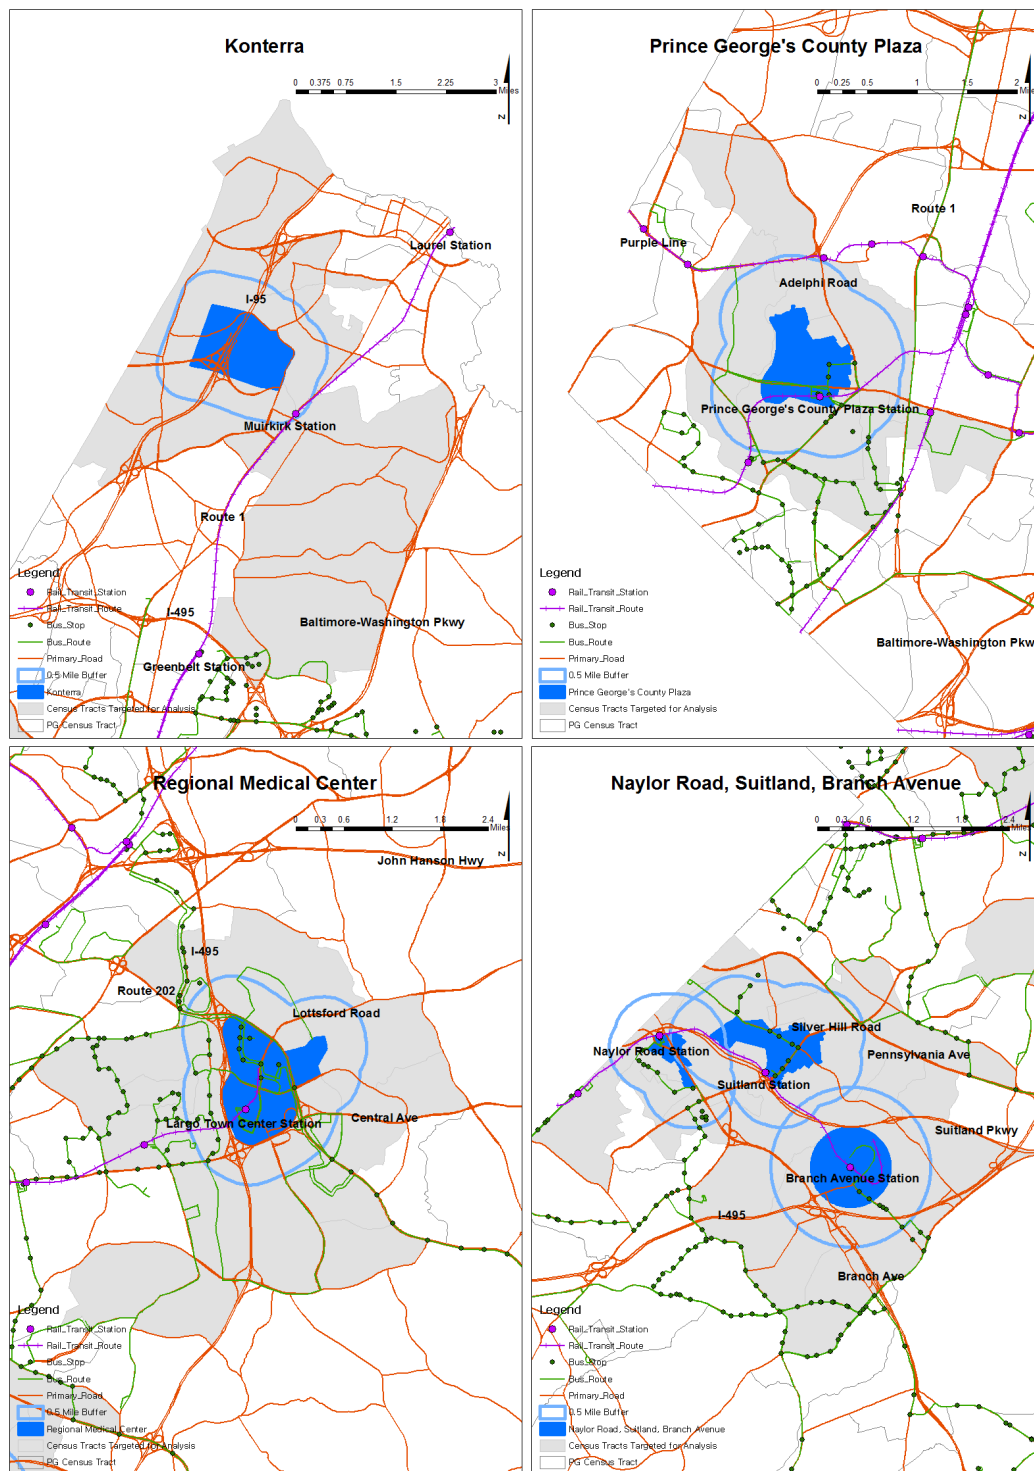 Konterra
0 0.375 0.75 1.5 2.25 3
Miles
N
Laurel Station
I-95
Muirkirk Station
Route 1
I-495
Baltimore-Washington Pkwy
Greenbelt Station
Legend
Rail_Transit_Station
Rail_Transit_Route
Bus_Stop
Bus_Route
Primary_Road
0.5 Mile Buffer
Konterra
Census Tracts Targeted for Analysis
PG Census Tract
Prince George's County Plaza
0 0.25 0.5 1 1.5 2
Miles
N
Route 1
Purple Line
Adelphi Road
Prince George's County Plaza Station
Baltimore-Washington Pkwy
Legend
Rail_Transit_Station
Rail_Transit_Route
Bus_Stop
Bus_Route
Primary_Road
0.5 Mile Buffer
Prince George's County Plaza
Census Tracts Targeted for Analysis
PG Census Tract
Regional Medical Center
0 0.3 0.6 1.2 1.8 2.4
Miles
N
John Hanson Hwy
I-495
Route 202
Lottsford Road
Central Ave
Largo Town Center Station
Legend
Rail_Transit_Station
Rail_Transit_Route
Bus_Stop
Bus_Route
Primary_Road
0.5 Mile Buffer
Regional Medical Center
Census Tracts Targeted for Analysis
PG Census Tract
Naylor Road, Suitland, Branch Avenue
0 0.3 0.6 1.2 1.8 2.4
Miles
N
Silver Hill Road
Naylor Road Station
Pennsylvania Ave
Suitland Station
Suitland Pkwy
Branch Avenue Station
I-495
Branch Ave
Legend
Rail_Transit_Station
Rail_Transit_Route
Bus_Stop
Bus_Route
Primary_Road
0.5 Mile Buffer
Naylor Road, Suitland, Branch Avenue
Census Tracts Targeted for Analysis
PG Census Tract